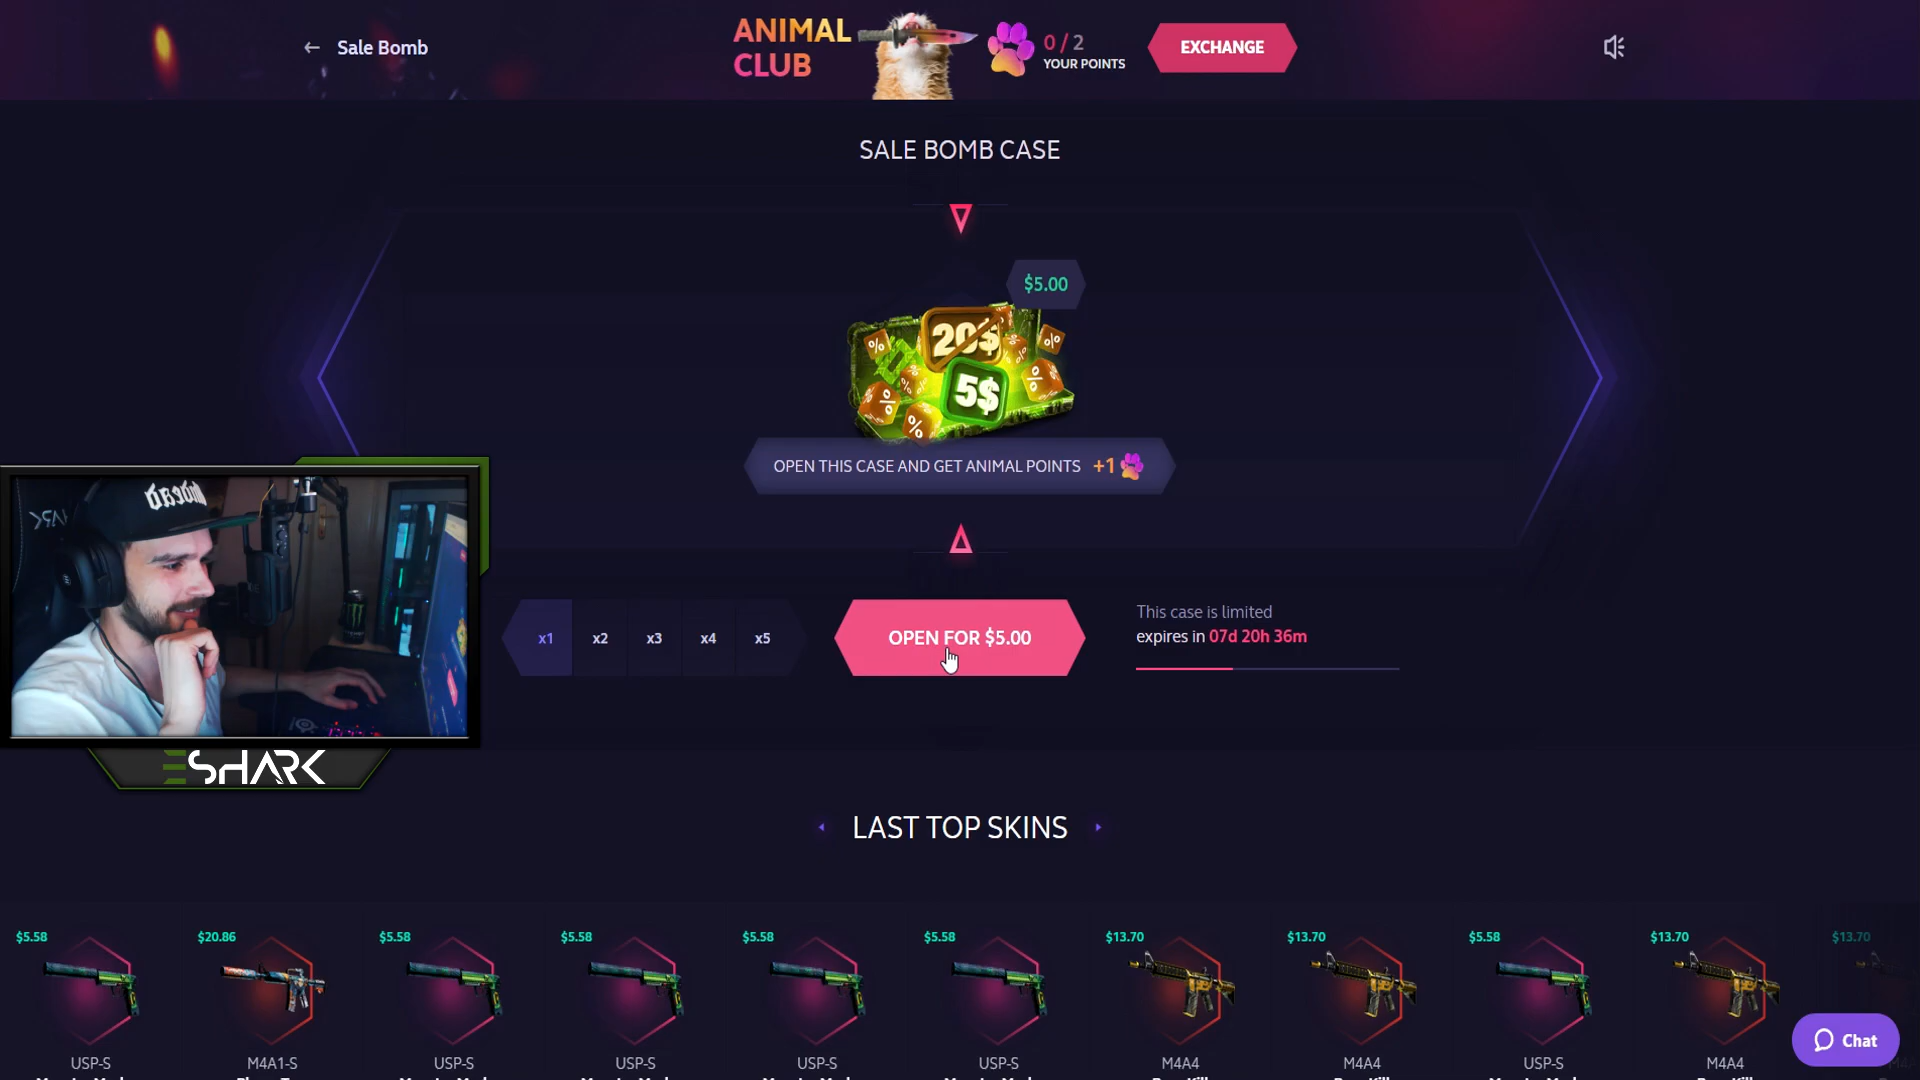 Sale Bomb
ANIMAL
CLUB
0 / 2
YOUR POINTS
EXCHANGE
SALE BOMB CASE
$5.00
20$
5$
OPEN THIS CASE AND GET ANIMAL POINTS +1
x1 x2 x3 x4 x5
OPEN FOR $5.00
This case is limited
expires in 07d 20h 36m
SHARK
LAST TOP SKINS
$5.58 $20.86 $5.58 $5.58 $5.58 $5.58 $13.70 $13.70 $5.58 $13.70 $13.70
USP-S M4A1-S USP-S USP-S USP-S USP-S M4A4 M4A4 USP-S M4A4
Chat